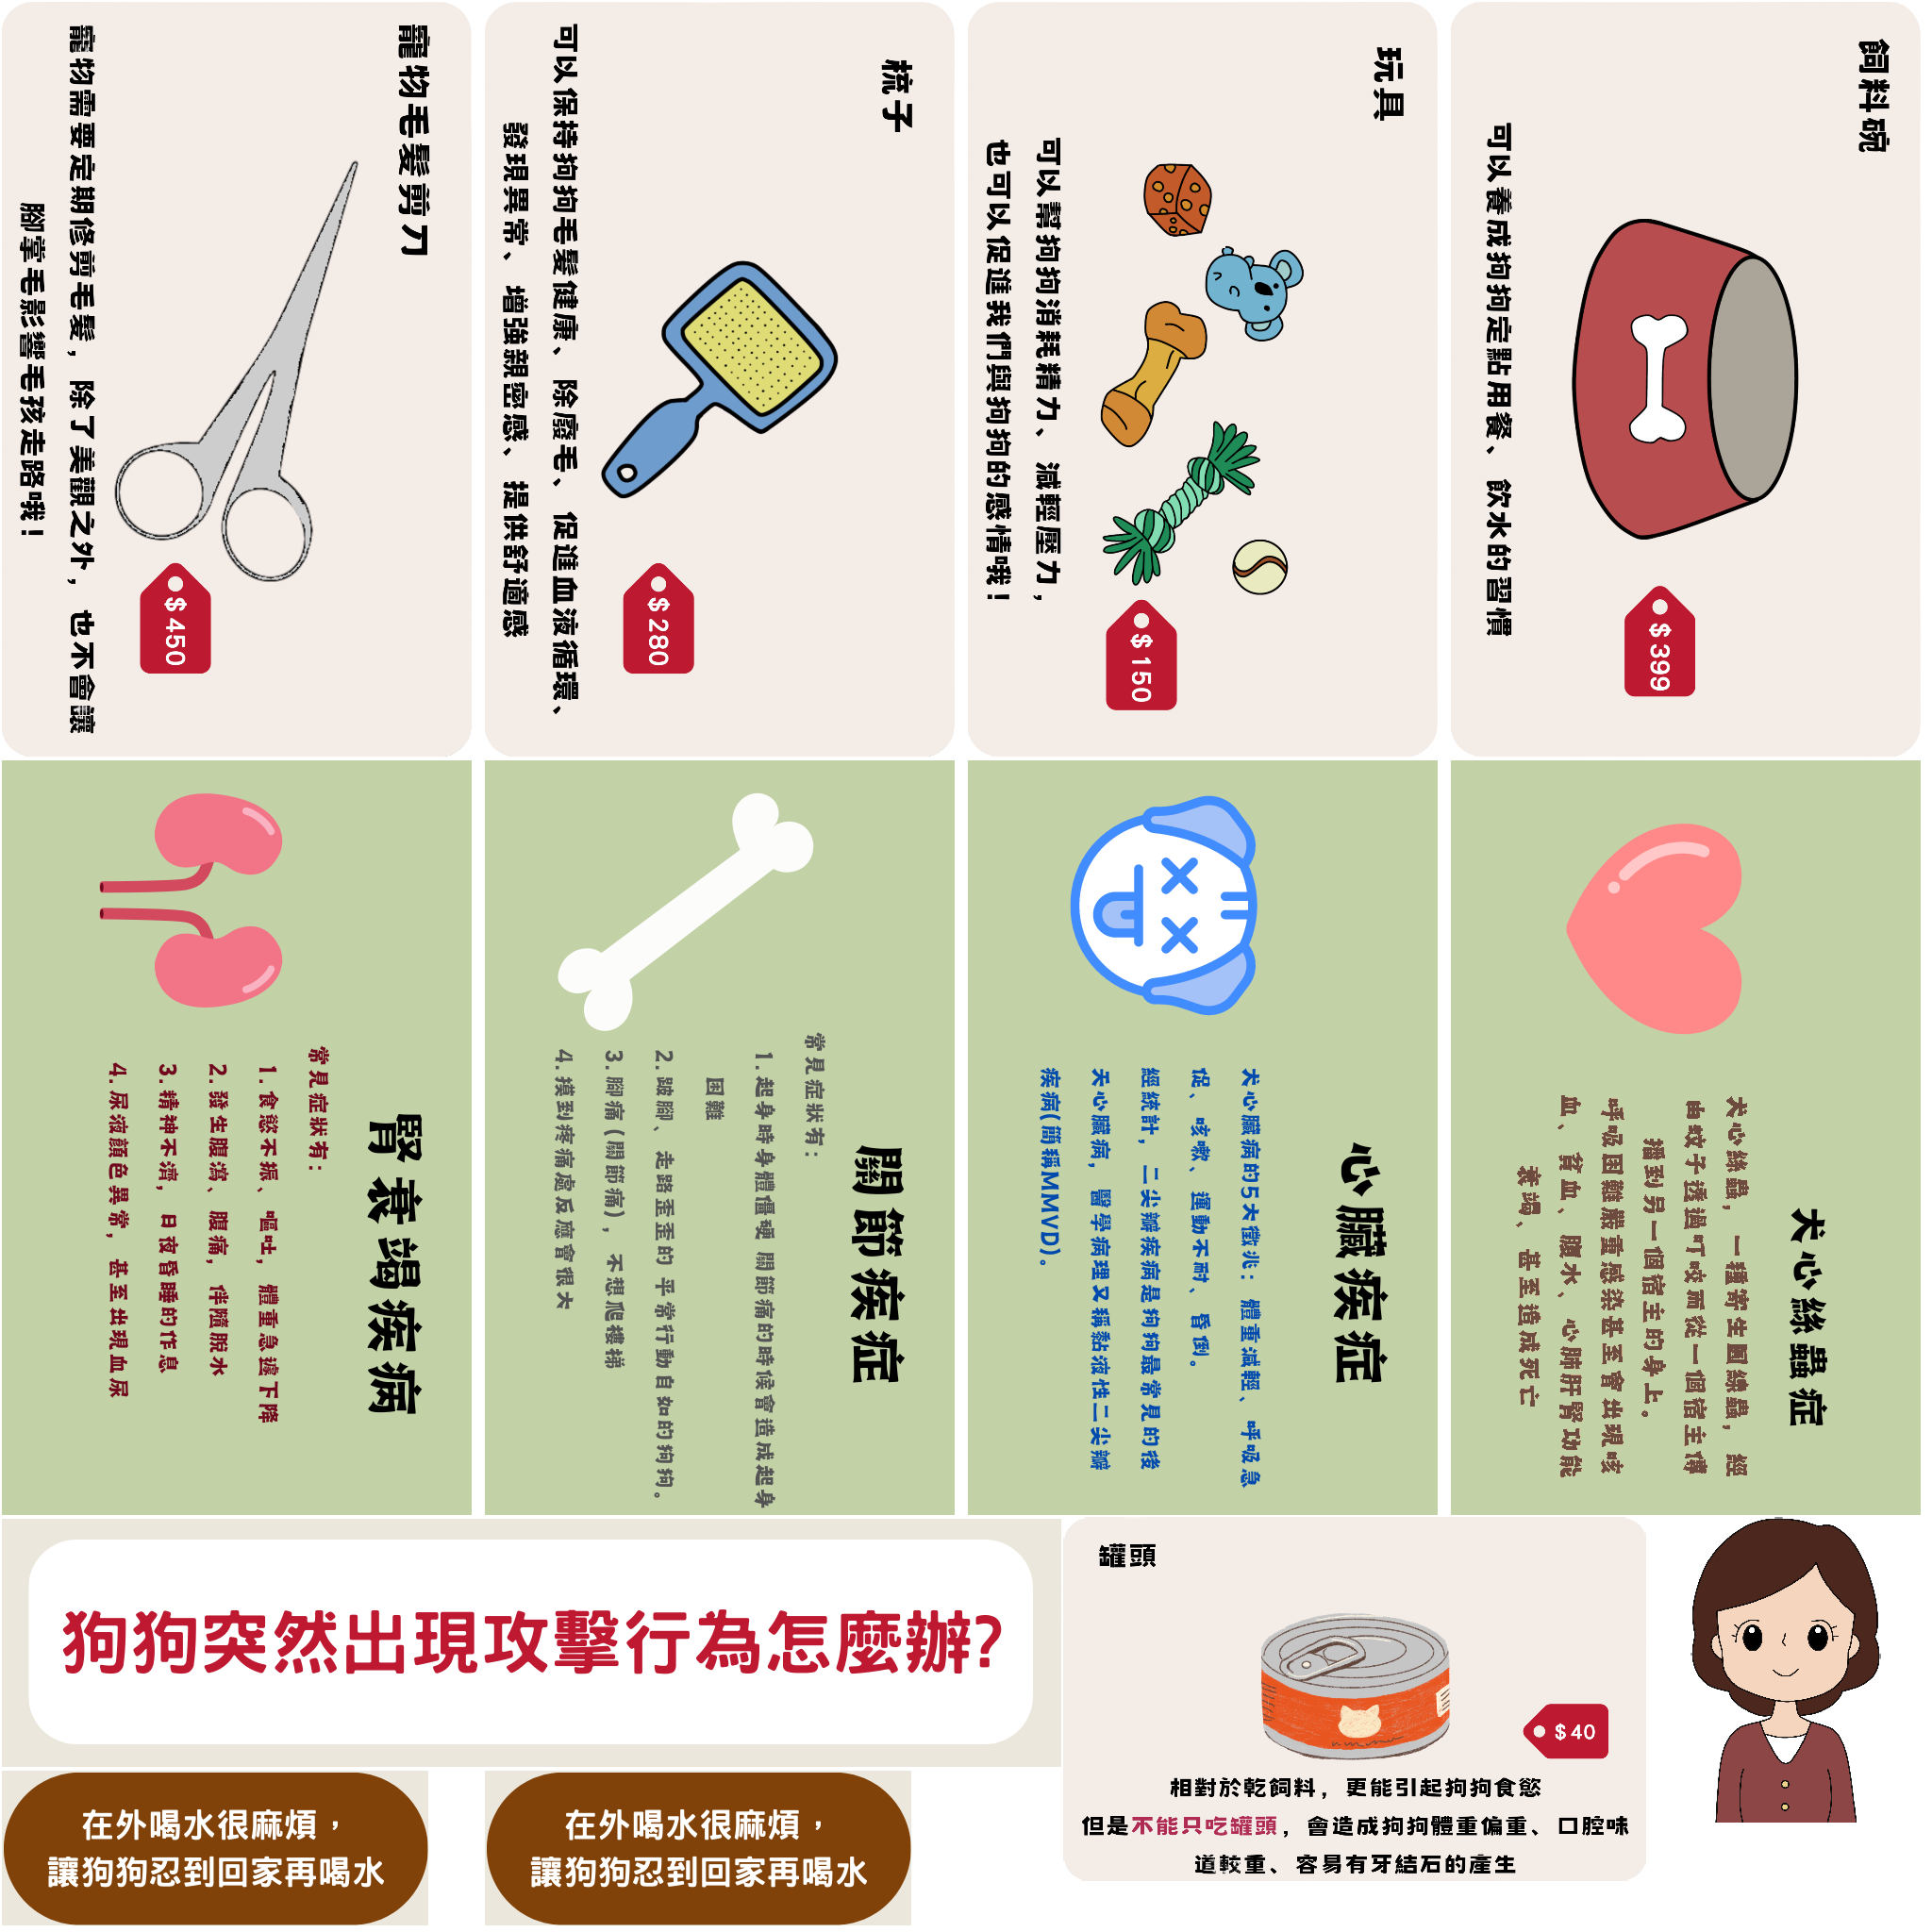 寵物毛髮剪刀
$ 450
寵物需要定期修剪毛髮，除了美觀之外，也不會讓
腳掌毛影響毛孩走路哦！
梳子
$ 280
可以保持狗狗毛髮健康、除廢毛、促進血液循環、
發現異常、增強親密感、提供舒適感
玩具
$ 150
可以幫狗狗消耗精力、減輕壓力，
也可以促進我們與狗狗的感情哦！
飼料碗
$ 399
可以養成狗狗定點用餐、飲水的習慣
腎衰竭疾病
常見症狀有：
1. 食慾不振、嘔吐，體重急遽下降
2. 發生腹瀉、腹痛，伴隨脫水
3. 精神不濟，日夜昏睡的作息
4. 尿液顏色異常，甚至出現血尿
關節疾症
常見症狀有：
1. 起身時身體僵硬 關節痛的時候會造成起身
困難
2. 跛腳、走路歪歪的 平常行動自如的狗狗。
3. 腳痛(關節痛)，不想爬樓梯
4. 摸到疼痛處反應會很大
心臟疾症
犬心臟病的5大徵兆：體重減輕、呼吸急
促、咳嗽、運動不耐、昏倒。
經統計，二尖瓣疾病是狗狗最常見的後
天心臟病，醫學病理又稱黏液性二尖瓣
疾病(簡稱MMVD)。
犬心絲蟲症
犬心絲蟲，一種寄生圓線蟲，經
由蚊子透過叮咬而從一個宿主傳
播到另一個宿主的身上。
呼吸困難嚴重感染甚至會出現咳
血、貧血、腹水、心肺肝腎功能
衰竭、甚至造成死亡
狗狗突然出現攻擊行為怎麼辦?
罐頭
$ 40
相對於乾飼料，更能引起狗狗食慾
但是不能只吃罐頭，會造成狗狗體重偏重、口腔味
道較重、容易有牙結石的產生
在外喝水很麻煩，
讓狗狗忍到回家再喝水
在外喝水很麻煩，
讓狗狗忍到回家再喝水